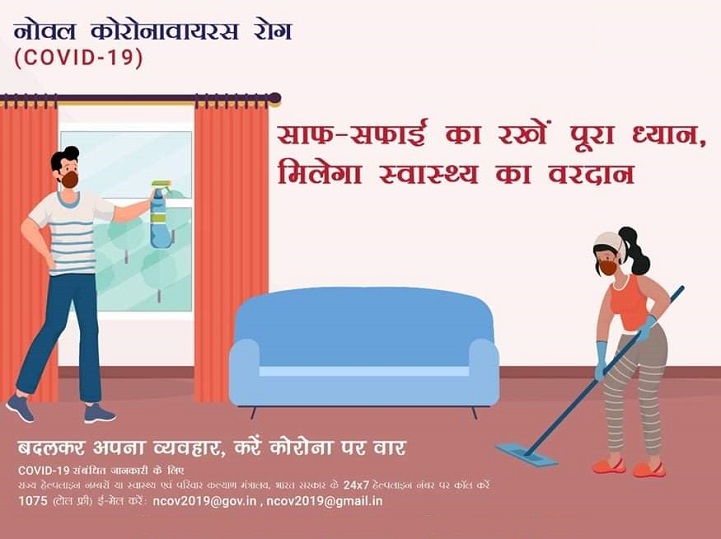 नोवल कोरोनावायरस रोग
(COVID-19)
साफ-सफाई का रखों पूरा ध्यान,
मिलेगा स्वास्थ्य का वरदान
बदलकर अपना व्यवहार, करें कोरोना पर वार
COVID-19 संबंधित जानकारी के लिए
राज्य हेल्पलाइन नम्बरों या स्वास्थ्य एवं परिवार कल्याण मंत्रालय, भारत सरकार के 24x7 हेल्पलाइन नंबर पर कॉल करें
1075 (टोल फ्री) ई-मेल करेंः ncov2019@gov.in , ncov2019@gmail.in